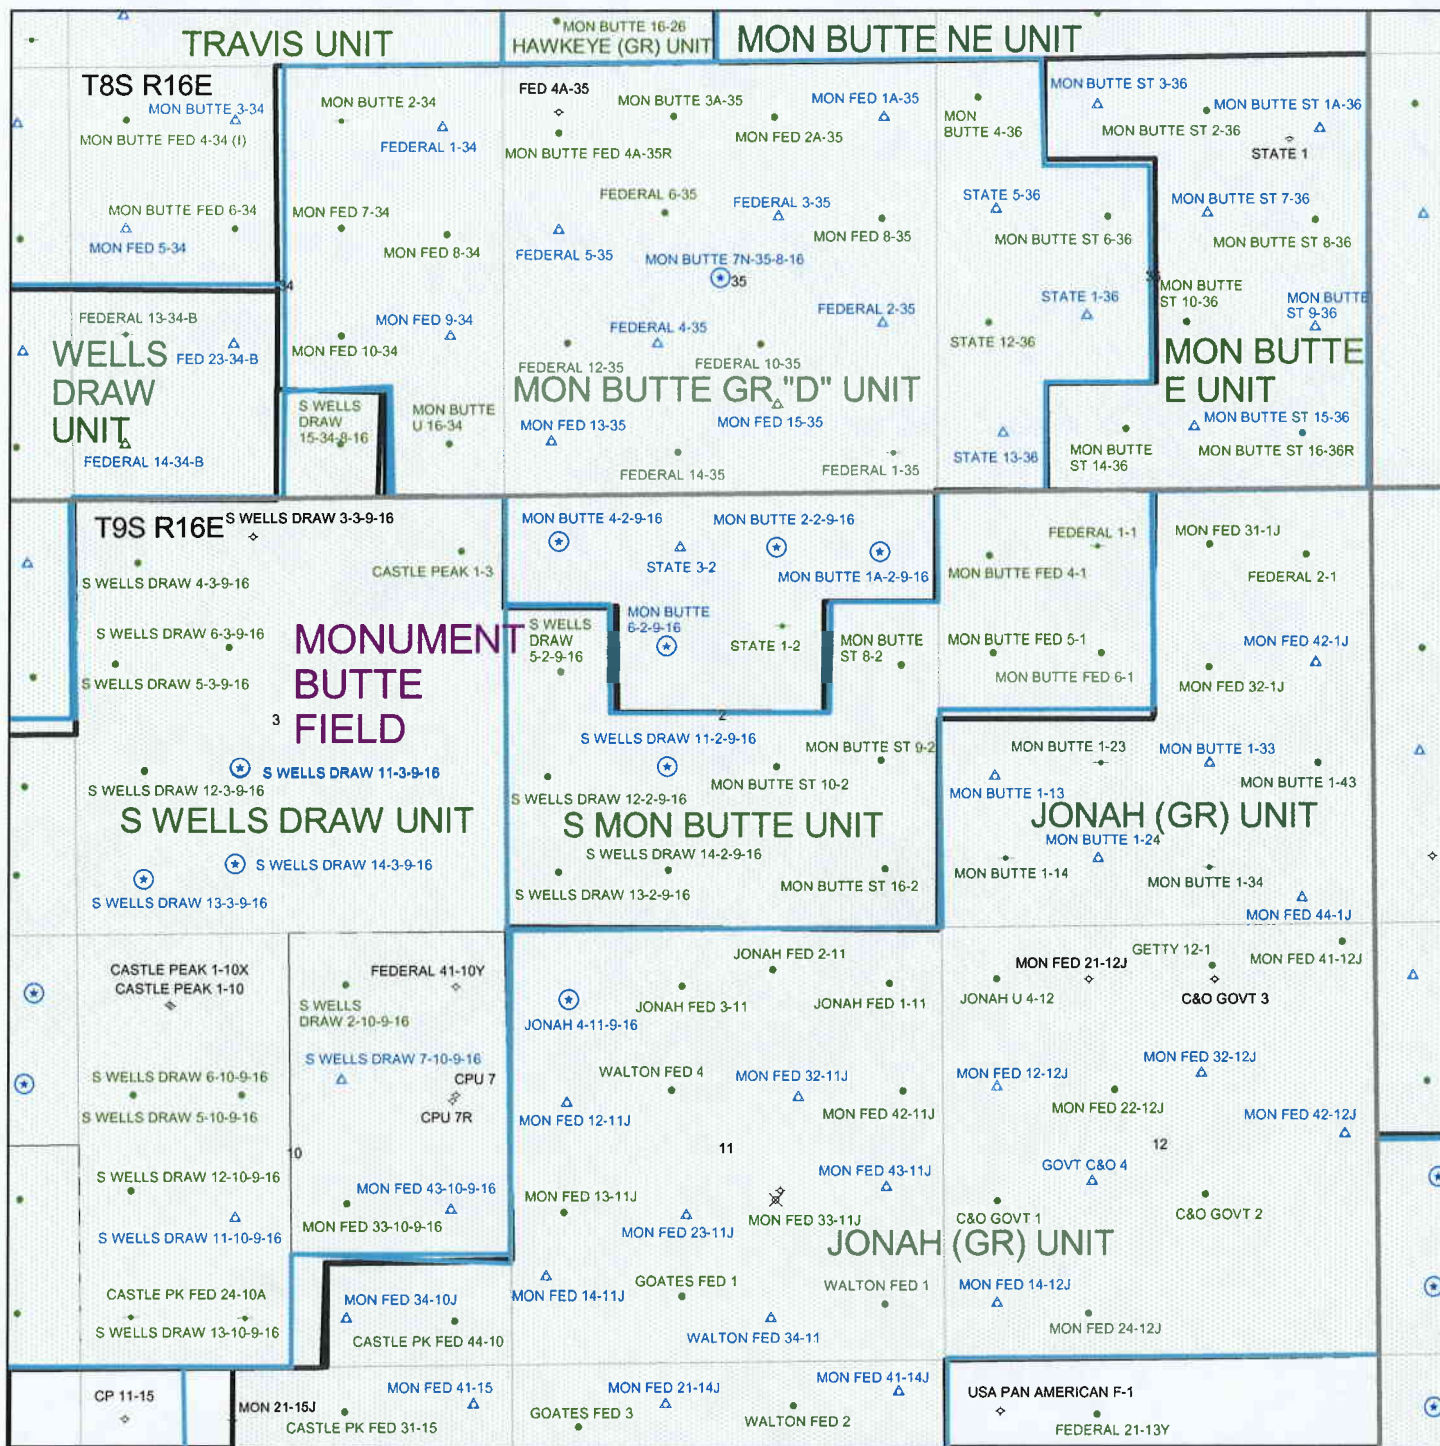 MON BUTTE 16-26
TRAVIS UNIT
HAWKEYE (GR) UNIT
MON BUTTE NE UNIT
T8S R16E
MON BUTTE 3-34
MON BUTTE FED 4-34 (I)
MON BUTTE 2-34
FEDERAL 1-34
FED 4A-35
MON BUTTE FED 4A-35R
MON BUTTE 3A-35
MON FED 1A-35
MON FED 2A-35
MON
BUTTE 4-36
MON BUTTE ST 3-36
MON BUTTE ST 1A-36
MON BUTTE ST 2-36
STATE 1
MON BUTTE FED 6-34
MON FED 5-34
MON FED 7-34
MON FED 8-34
FEDERAL 6-35
FEDERAL 3-35
MON FED 8-35
FEDERAL 5-35
MON BUTTE 7N-35-8-16
STATE 5-36
MON BUTTE ST 6-36
MON BUTTE ST 7-36
MON BUTTE ST 8-36
34
35
36
FEDERAL 13-34-B
FED 23-34-B
WELLS
DRAW
UNIT
FEDERAL 14-34-B
MON FED 9-34
MON FED 10-34
FEDERAL 4-35
FEDERAL 2-35
FEDERAL 12-35
FEDERAL 10-35
STATE 1-36
STATE 12-36
MON BUTTE
ST 10-36
MON BUTTE
ST 9-36
MON BUTTE
E UNIT
MON BUTTE GR "D" UNIT
S WELLS
DRAW
15-34-8-16
MON BUTTE
U 16-34
MON FED 13-35
MON FED 15-35
FEDERAL 14-35
FEDERAL 1-35
STATE 13-36
MON BUTTE
ST 14-36
MON BUTTE ST 15-36
MON BUTTE ST 16-36R
T9S R16E
S WELLS DRAW 3-3-9-16
CASTLE PEAK 1-3
S WELLS DRAW 4-3-9-16
MON BUTTE 4-2-9-16
MON BUTTE 2-2-9-16
STATE 3-2
MON BUTTE 1A-2-9-16
FEDERAL 1-1
MON BUTTE FED 4-1
MON FED 31-1J
FEDERAL 2-1
S WELLS DRAW 6-3-9-16
S WELLS DRAW 5-3-9-16
MONUMENT
BUTTE
FIELD
S WELLS
DRAW
5-2-9-16
MON BUTTE
6-2-9-16
STATE 1-2
MON BUTTE
ST 8-2
MON BUTTE FED 5-1
MON BUTTE FED 6-1
MON FED 42-1J
MON FED 32-1J
3
2
S WELLS DRAW 11-3-9-16
S WELLS DRAW 12-3-9-16
S WELLS DRAW 11-2-9-16
MON BUTTE ST 9-2
MON BUTTE ST 10-2
S WELLS DRAW 12-2-9-16
MON BUTTE 1-23
MON BUTTE 1-33
MON BUTTE 1-13
MON BUTTE 1-43
S WELLS DRAW UNIT
S MON BUTTE UNIT
JONAH (GR) UNIT
S WELLS DRAW 14-3-9-16
S WELLS DRAW 13-3-9-16
S WELLS DRAW 14-2-9-16
S WELLS DRAW 13-2-9-16
MON BUTTE ST 16-2
MON BUTTE 1-24
MON BUTTE 1-14
MON BUTTE 1-34
MON FED 44-1J
CASTLE PEAK 1-10X
CASTLE PEAK 1-10
FEDERAL 41-10Y
S WELLS
DRAW 2-10-9-16
JONAH FED 2-11
JONAH FED 3-11
JONAH FED 1-11
JONAH 4-11-9-16
MON FED 21-12J
GETTY 12-1
MON FED 41-12J
JONAH U 4-12
C&O GOVT 3
S WELLS DRAW 6-10-9-16
S WELLS DRAW 5-10-9-16
S WELLS DRAW 7-10-9-16
CPU 7
CPU 7R
WALTON FED 4
MON FED 32-11J
MON FED 12-11J
MON FED 42-11J
MON FED 12-12J
MON FED 32-12J
MON FED 22-12J
MON FED 42-12J
10
11
12
S WELLS DRAW 12-10-9-16
S WELLS DRAW 11-10-9-16
MON FED 43-10-9-16
MON FED 33-10-9-16
MON FED 13-11J
MON FED 23-11J
MON FED 43-11J
MON FED 33-11J
GOVT C&O 4
C&O GOVT 1
C&O GOVT 2
JONAH (GR) UNIT
CASTLE PK FED 24-10A
S WELLS DRAW 13-10-9-16
MON FED 34-10J
CASTLE PK FED 44-10
MON FED 14-11J
GOATES FED 1
WALTON FED 34-11
WALTON FED 1
MON FED 14-12J
MON FED 24-12J
CP 11-15
MON 21-15J
MON FED 41-15
CASTLE PK FED 31-15
GOATES FED 3
MON FED 21-14J
WALTON FED 2
MON FED 41-14J
USA PAN AMERICAN F-1
FEDERAL 21-13Y